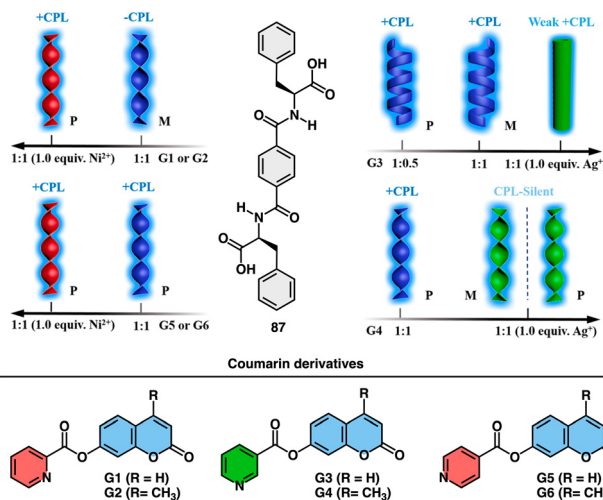 +CPL -CPL
P M
1:1 (1.0 equiv. Ni²⁺) 1:1 G1 or G2
+CPL +CPL
P P
1:1 (1.0 equiv. Ni²⁺) 1:1 G5 or G6
OH
O
N H
O
O
H N
O
OH
87
+CPL +CPL Weak +CPL
P M
G3 1:0.5 1:1 1:1 (1.0 equiv. Ag⁺
+CPL CPL-Silent
P M P
G4 1:1 1:1 (1.0 equiv. Ag⁺)
Coumarin derivatives
R
O
N O O O
G1 (R = H)
G2 (R= CH₃)
R
O
N O O O
G3 (R = H)
G4 (R= CH₃)
R
O
N O O
G5 (R = H)
G6 (R= CH